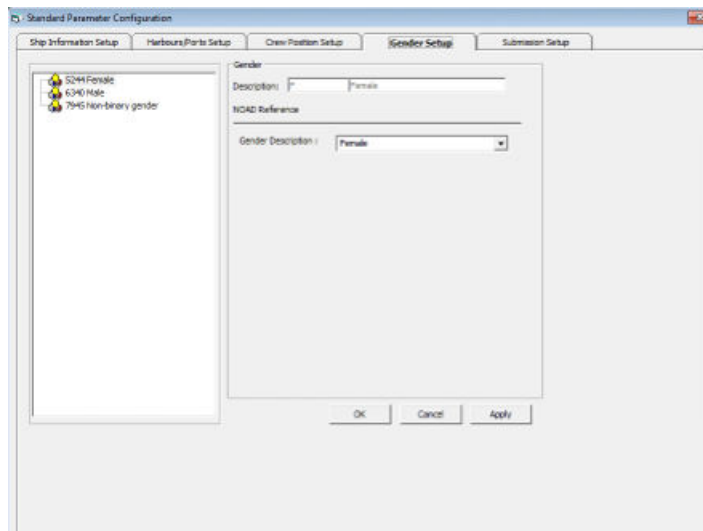 Standard Parameter Configuration
Ship Information Setup
Harbours/Ports Setup
Crew Position Setup
Gender Setup
Submission Setup
5244 Female
6340 Male
7945 Non-binary gender
Gender
Description:
Female
NOAD Reference
Gender Description :
Female
OK
Cancel
Apply